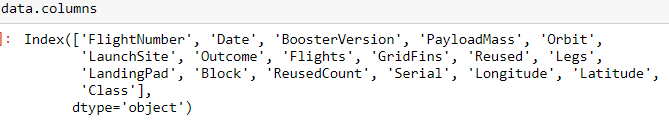 data.columns
]: Index(['FlightNumber', 'Date', 'BoosterVersion', 'PayloadMass', 'Orbit',
'LaunchSite', 'Outcome', 'Flights', 'GridFins', 'Reused', 'Legs',
'LandingPad', 'Block', 'ReusedCount', 'Serial', 'Longitude', 'Latitude',
'Class'],
dtype='object')